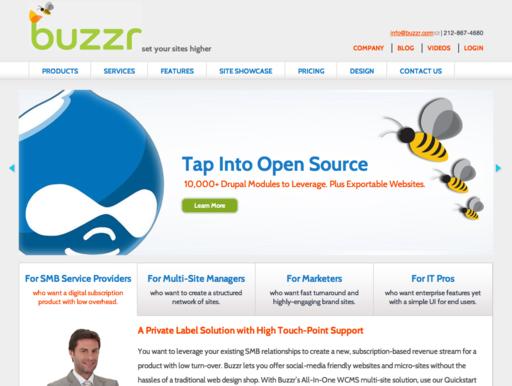 buzzr
set your sites higher
info@buzzr.com | 212-867-4680
COMPANY | BLOG | VIDEOS | LOGIN
PRODUCTS SERVICES FEATURES SITE SHOWCASE PRICING DESIGN CONTACT US
Tap Into Open Source
10,000+ Drupal Modules to Leverage. Plus Exportable Websites.
Learn More
For SMB Service Providers
who want a digital subscription
product with low overhead.
For Multi-Site Managers
who want to create a structured
network of sites.
For Marketers
who want fast turnaround and
highly-engaging brand sites.
For IT Pros
who want enterprise features yet
with a simple UI for end users.
A Private Label Solution with High Touch-Point Support
You want to leverage your existing SMB relationships to create a new, subscription-based revenue stream for a
product with low turn-over. Buzzr lets you offer social-media friendly websites and micro-sites without the
hassles of a traditional web design shop. With Buzzr's All-In-One WCMS multi-site solution, use our Quickstart